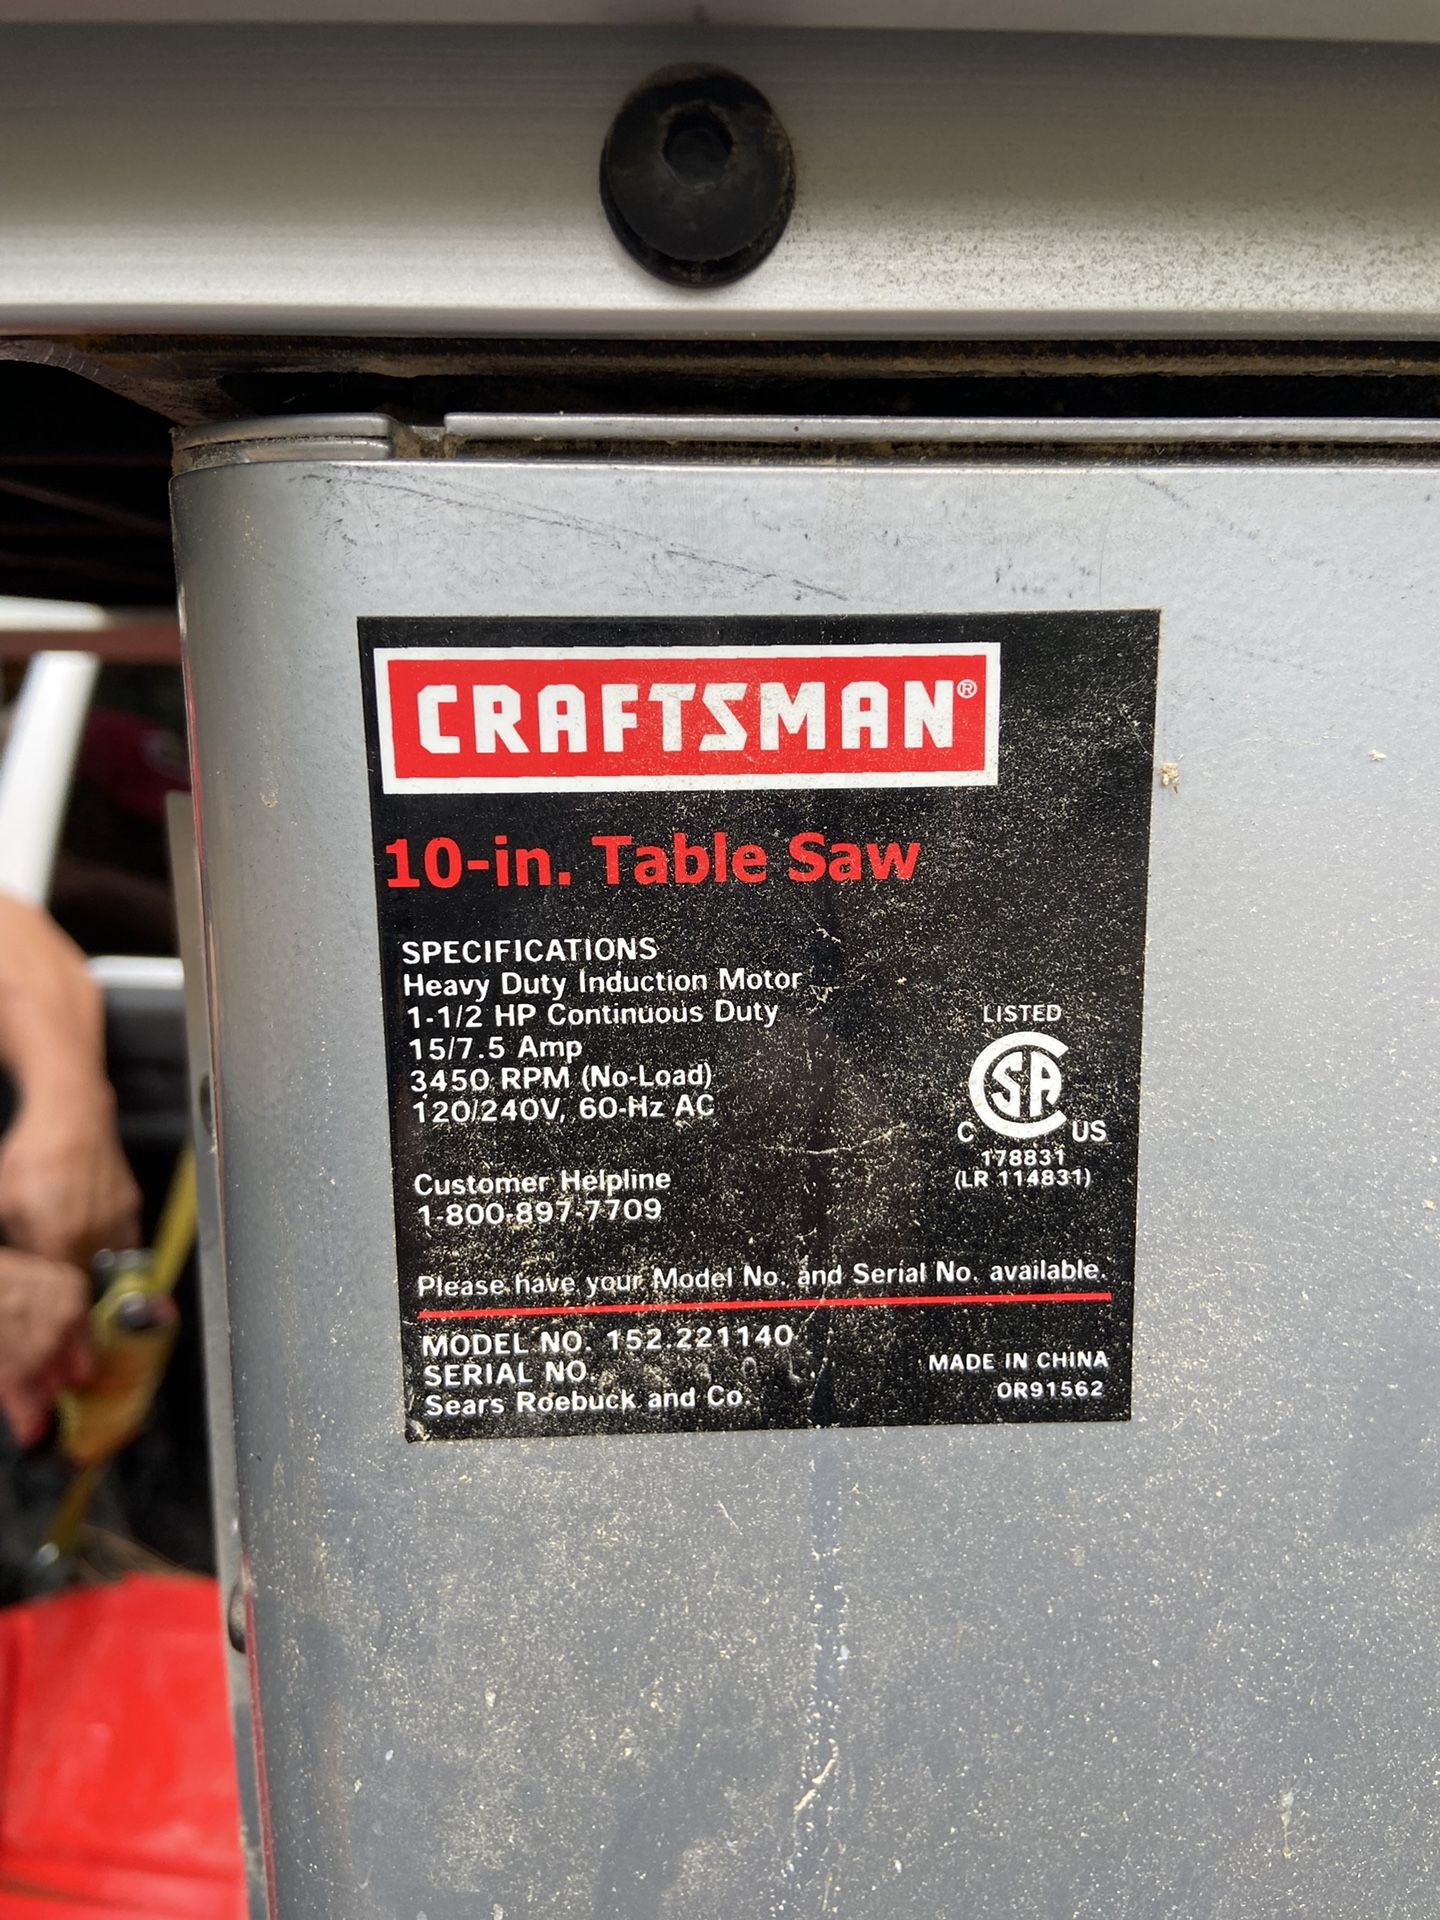 CRAFTSMAN®
10-in. Table Saw
SPECIFICATIONS
Heavy Duty Induction Motor
1-1/2 HP Continuous Duty
15/7.5 Amp
3450 RPM (No-Load)
120/240V, 60-Hz AC
LISTED
CSA
C US
178831
(LR 114831)
Customer Helpline
1-800-897-7709
Please have your Model No. and Serial No. available.
MODEL NO. 152.221140
SERIAL NO.
Sears Roebuck and Co.
MADE IN CHINA
OR91562